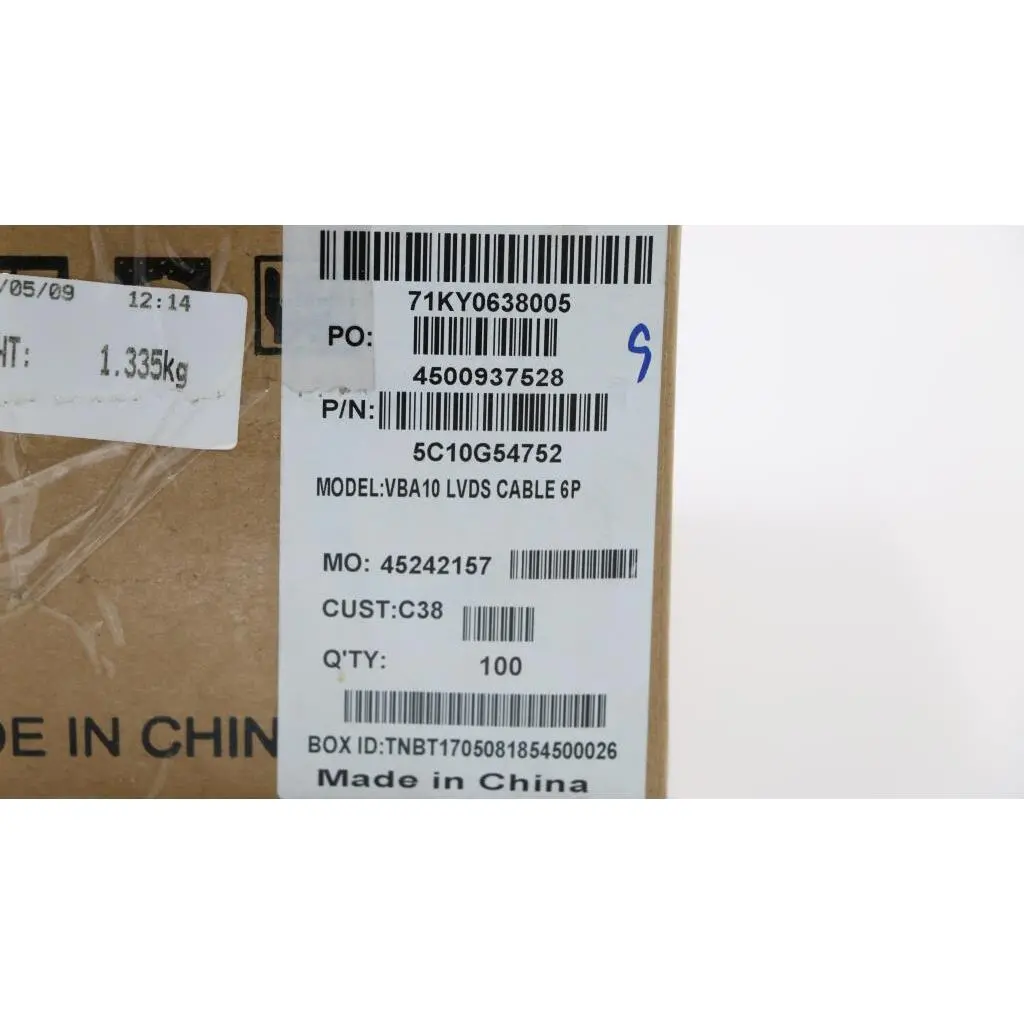 /05/09 12:14
HT: 1.335kg
DE IN CHIN
71KY0638005
PO:
4500937528
P/N:
5C10G54752
MODEL:VBA10 LVDS CABLE 6P
MO: 45242157
CUST:C38
Q'TY: 100
BOX ID:TNBT1705081854500026
Made in China